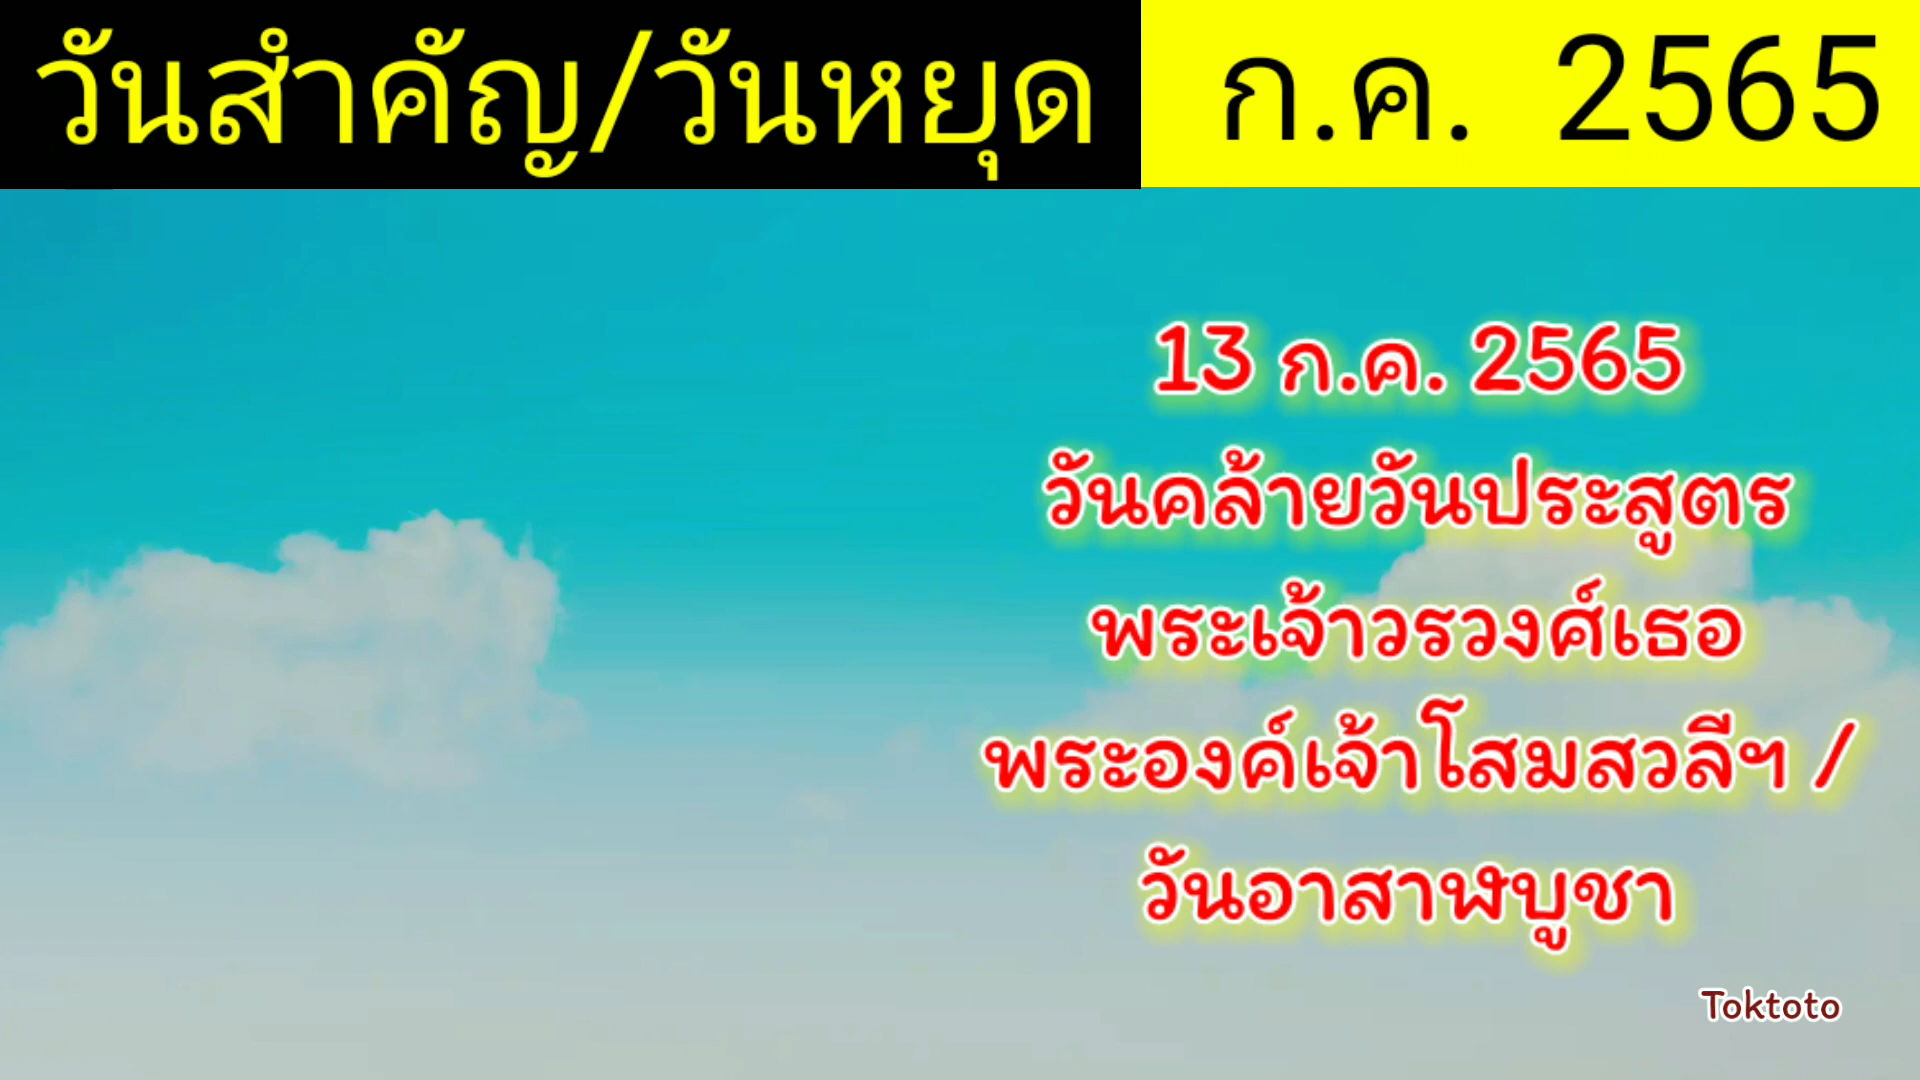 วันสำคัญ/วันหยุด ก.ค. 2565
13 ก.ค. 2565
วันคล้ายวันประสูตร
พระเจ้าวรวงศ์เธอ
พระองค์เจ้าโสมสวลีฯ /
วันอาสาฬบูชา
Toktoto